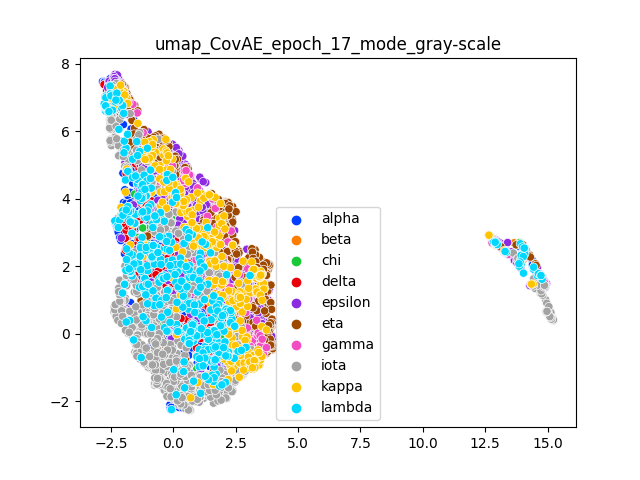 umap_CovAE_epoch_17_mode_gray-scale
8
6
4
2
0
−2
−2.5
0.0
2.5
5.0
7.5
10.0
12.5
15.0
alpha
beta
chi
delta
epsilon
eta
gamma
iota
kappa
lambda